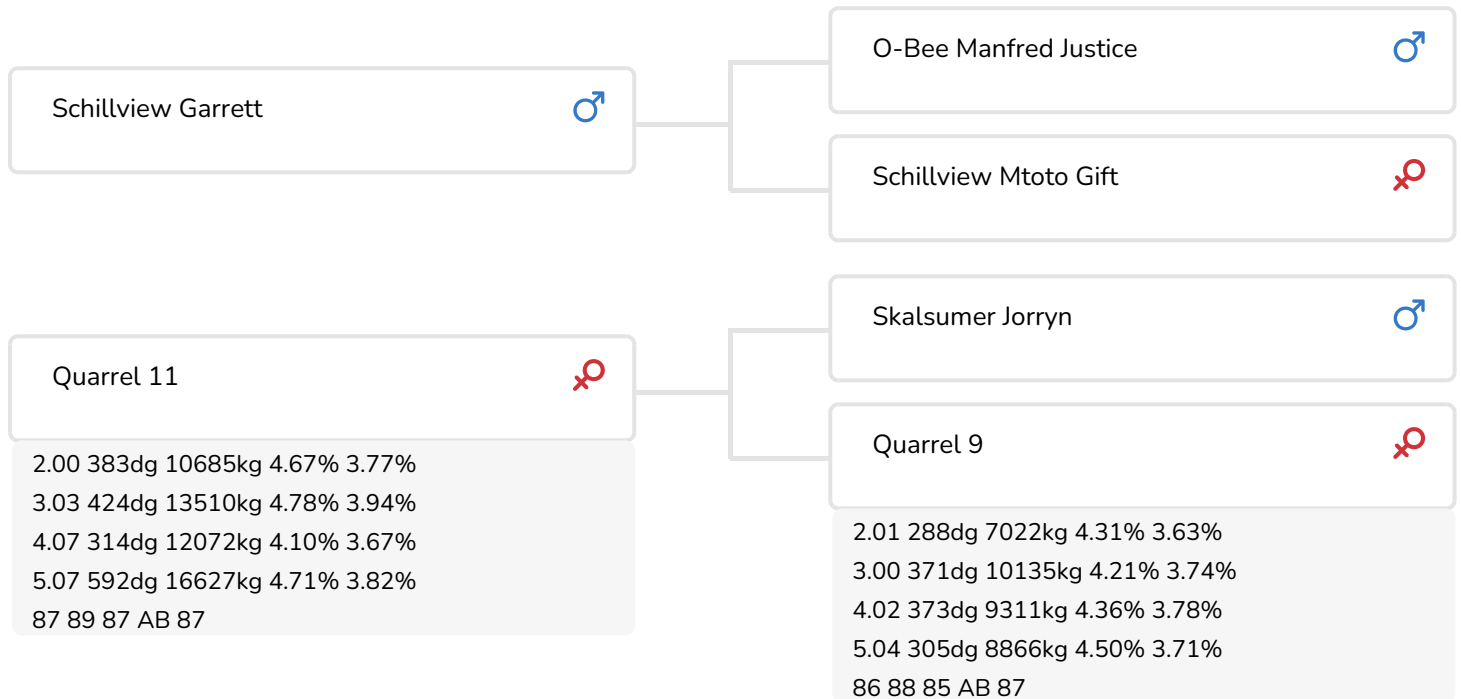 Schillview Garrett
O-Bee Manfred Justice
Schillview Mtoto Gift
Quarrel 11
2.00 383dg 10685kg 4.67% 3.77%
3.03 424dg 13510kg 4.78% 3.94%
4.07 314dg 12072kg 4.10% 3.67%
5.07 592dg 16627kg 4.71% 3.82%
87 89 87 AB 87
Skalsumer Jorryn
Quarrel 9
2.01 288dg 7022kg 4.31% 3.63%
3.00 371dg 10135kg 4.21% 3.74%
4.02 373dg 9311kg 4.36% 3.78%
5.04 305dg 8866kg 4.50% 3.71%
86 88 85 AB 87